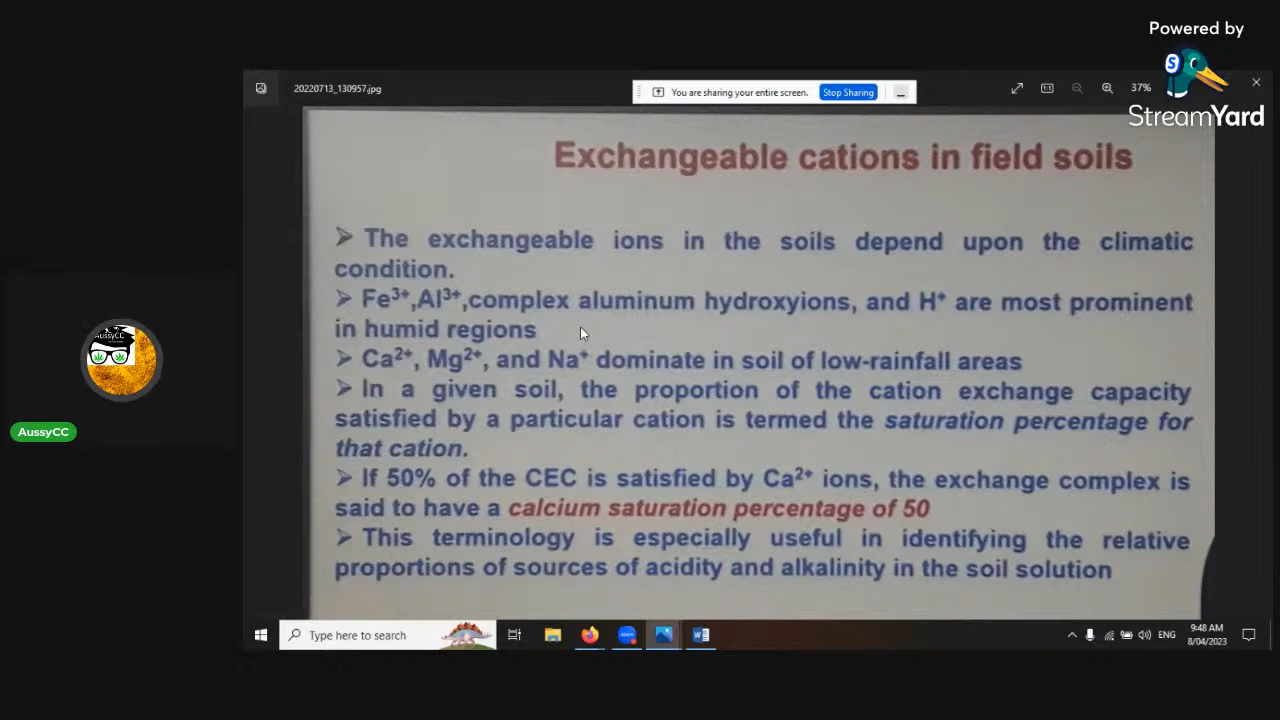 Powered by
StreamYard
20220713_130957.jpg
You are sharing your entire screen.
Stop Sharing
37%
Exchangeable cations in field soils
➢ The exchangeable ions in the soils depend upon the climatic
condition.
➢ Fe³⁺,Al³⁺,complex aluminum hydroxyions, and H⁺ are most prominent
in humid regions
➢ Ca²⁺, Mg²⁺, and Na⁺ dominate in soil of low-rainfall areas
➢ In a given soil, the proportion of the cation exchange capacity
satisfied by a particular cation is termed the saturation percentage for
that cation.
➢ If 50% of the CEC is satisfied by Ca²⁺ ions, the exchange complex is
said to have a calcium saturation percentage of 50
➢ This terminology is especially useful in identifying the relative
proportions of sources of acidity and alkalinity in the soil solution
AussyCC
AussyCC
Type here to search
zoom
W
ENG
9:48 AM
8/04/2023